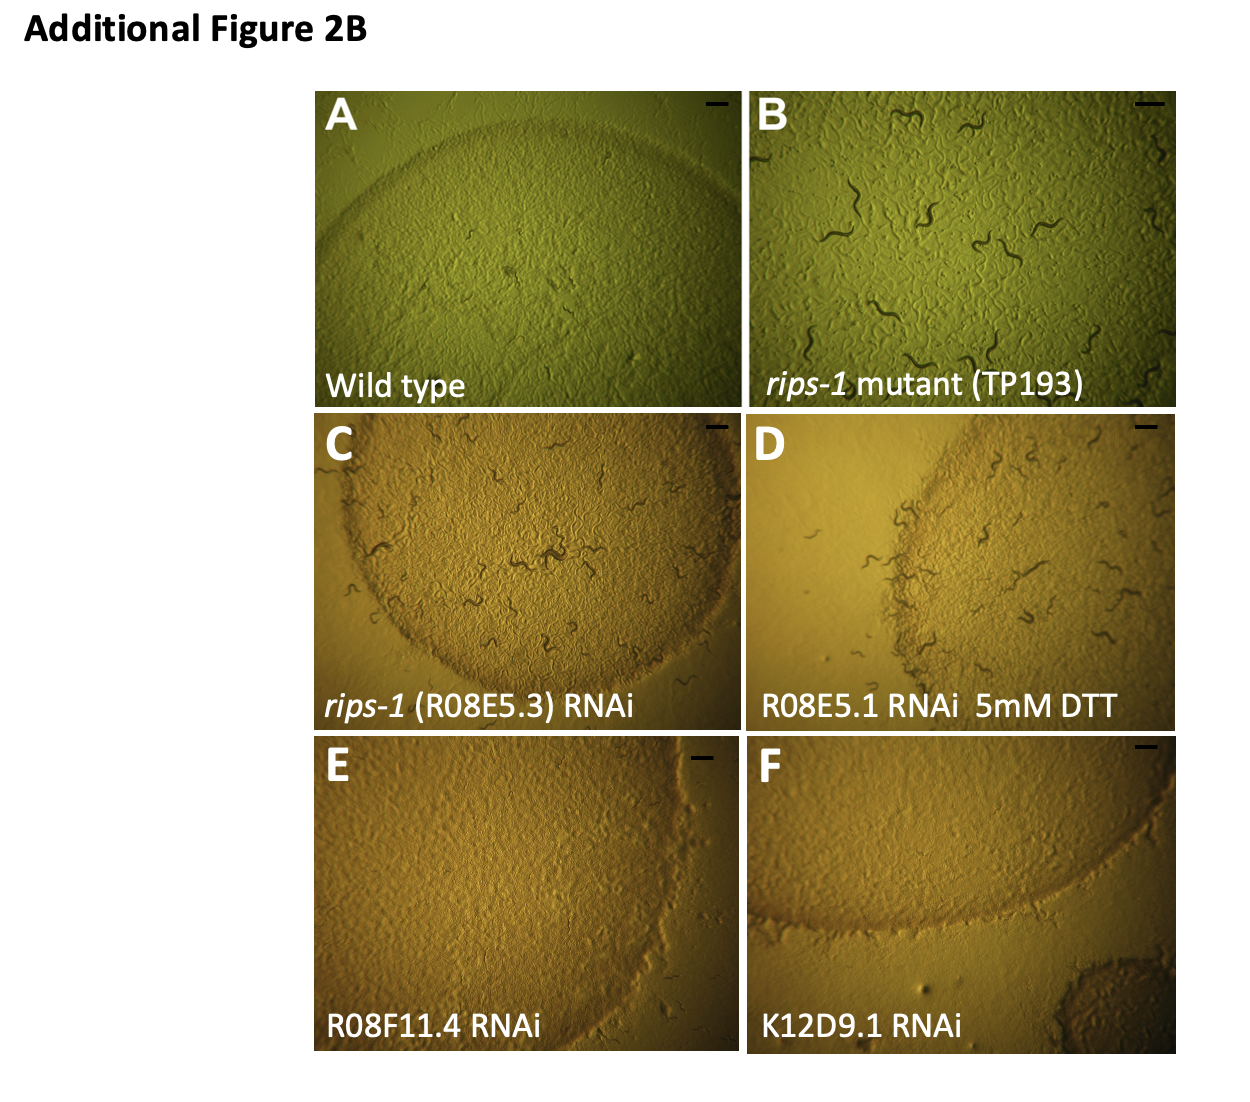 Additional Figure 2B
A
B
Wild type
rips-1 mutant (TP193)
C
D
rips-1 (R08E5.3) RNAi
R08E5.1 RNAi  5mM DTT
E
F
R08F11.4 RNAi
K12D9.1 RNAi